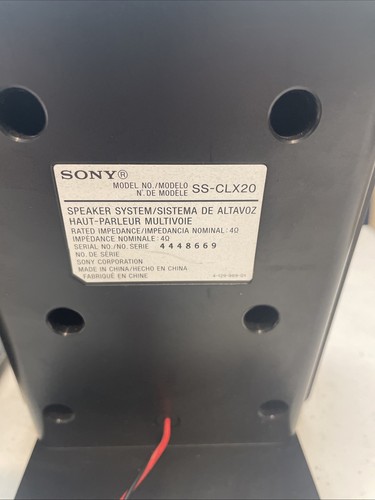 SONY®
MODEL NO./MODELO
N°. DE MODÈLE SS-CLX20
SPEAKER SYSTEM/SISTEMA DE ALTAVOZ
HAUT-PARLEUR MULTIVOIE
RATED IMPEDANCE/IMPEDANCIA NOMINAL: 4Ω
IMPÉDANCE NOMINALE: 4Ω
SERIAL NO./NO. SERIE 4448669
NO. DE SÉRIE
SONY CORPORATION
MADE IN CHINA/HECHO EN CHINA
FABRIQUÉ EN CHINE